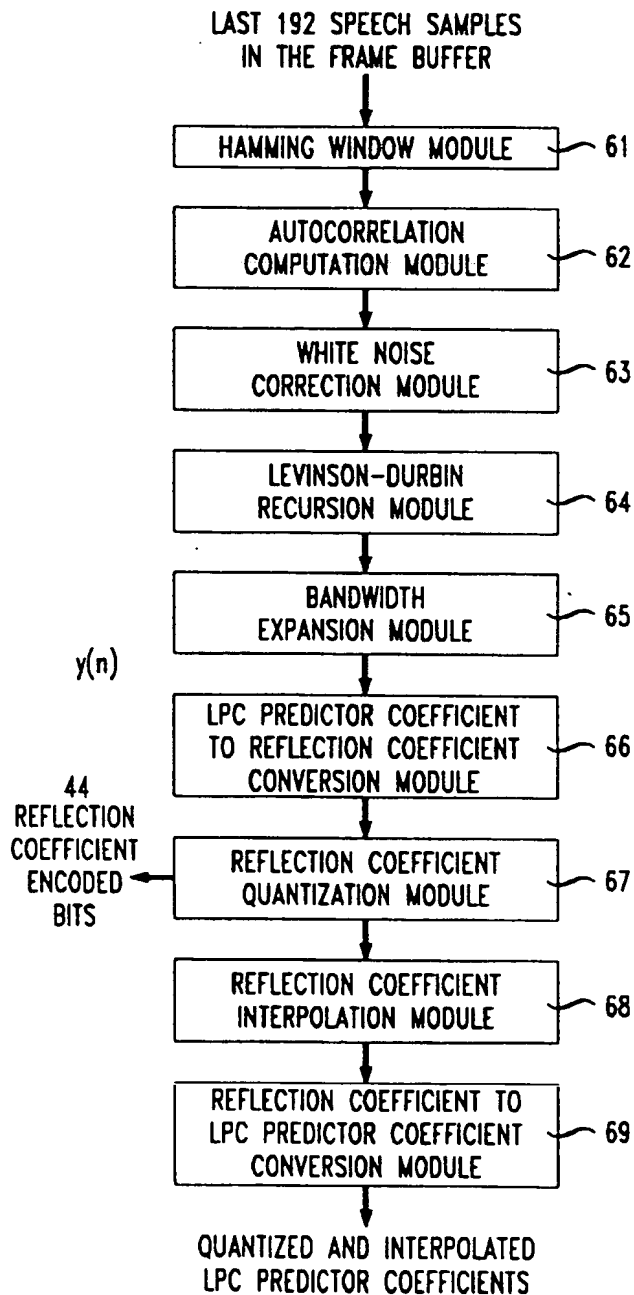 LAST 192 SPEECH SAMPLES
IN THE FRAME BUFFER
HAMMING WINDOW MODULE
61
AUTOCORRELATION
COMPUTATION MODULE
62
WHITE NOISE
CORRECTION MODULE
63
LEVINSON-DURBIN
RECURSION MODULE
64
BANDWIDTH
EXPANSION MODULE
65
y(n)
LPC PREDICTOR COEFFICIENT
TO REFLECTION COEFFICIENT
CONVERSION MODULE
66
44
REFLECTION
COEFFICIENT
ENCODED
BITS
REFLECTION COEFFICIENT
QUANTIZATION MODULE
67
REFLECTION COEFFICIENT
INTERPOLATION MODULE
68
REFLECTION COEFFICIENT TO
LPC PREDICTOR COEFFICIENT
CONVERSION MODULE
69
QUANTIZED AND INTERPOLATED
LPC PREDICTOR COEFFICIENTS